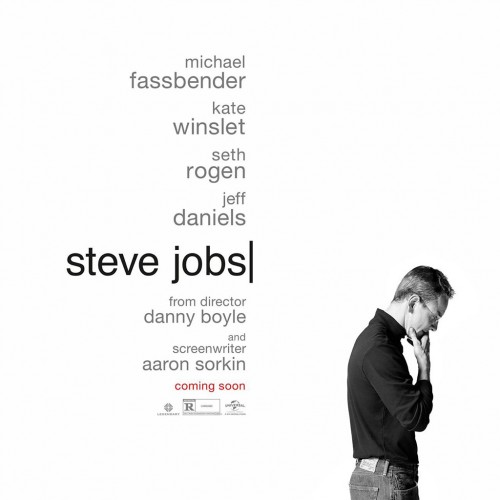 michael
fassbender
kate
winslet
seth
rogen
jeff
daniels
steve jobs
from director
danny boyle
and
screenwriter
aaron sorkin
coming soon
R
UNIVERSAL